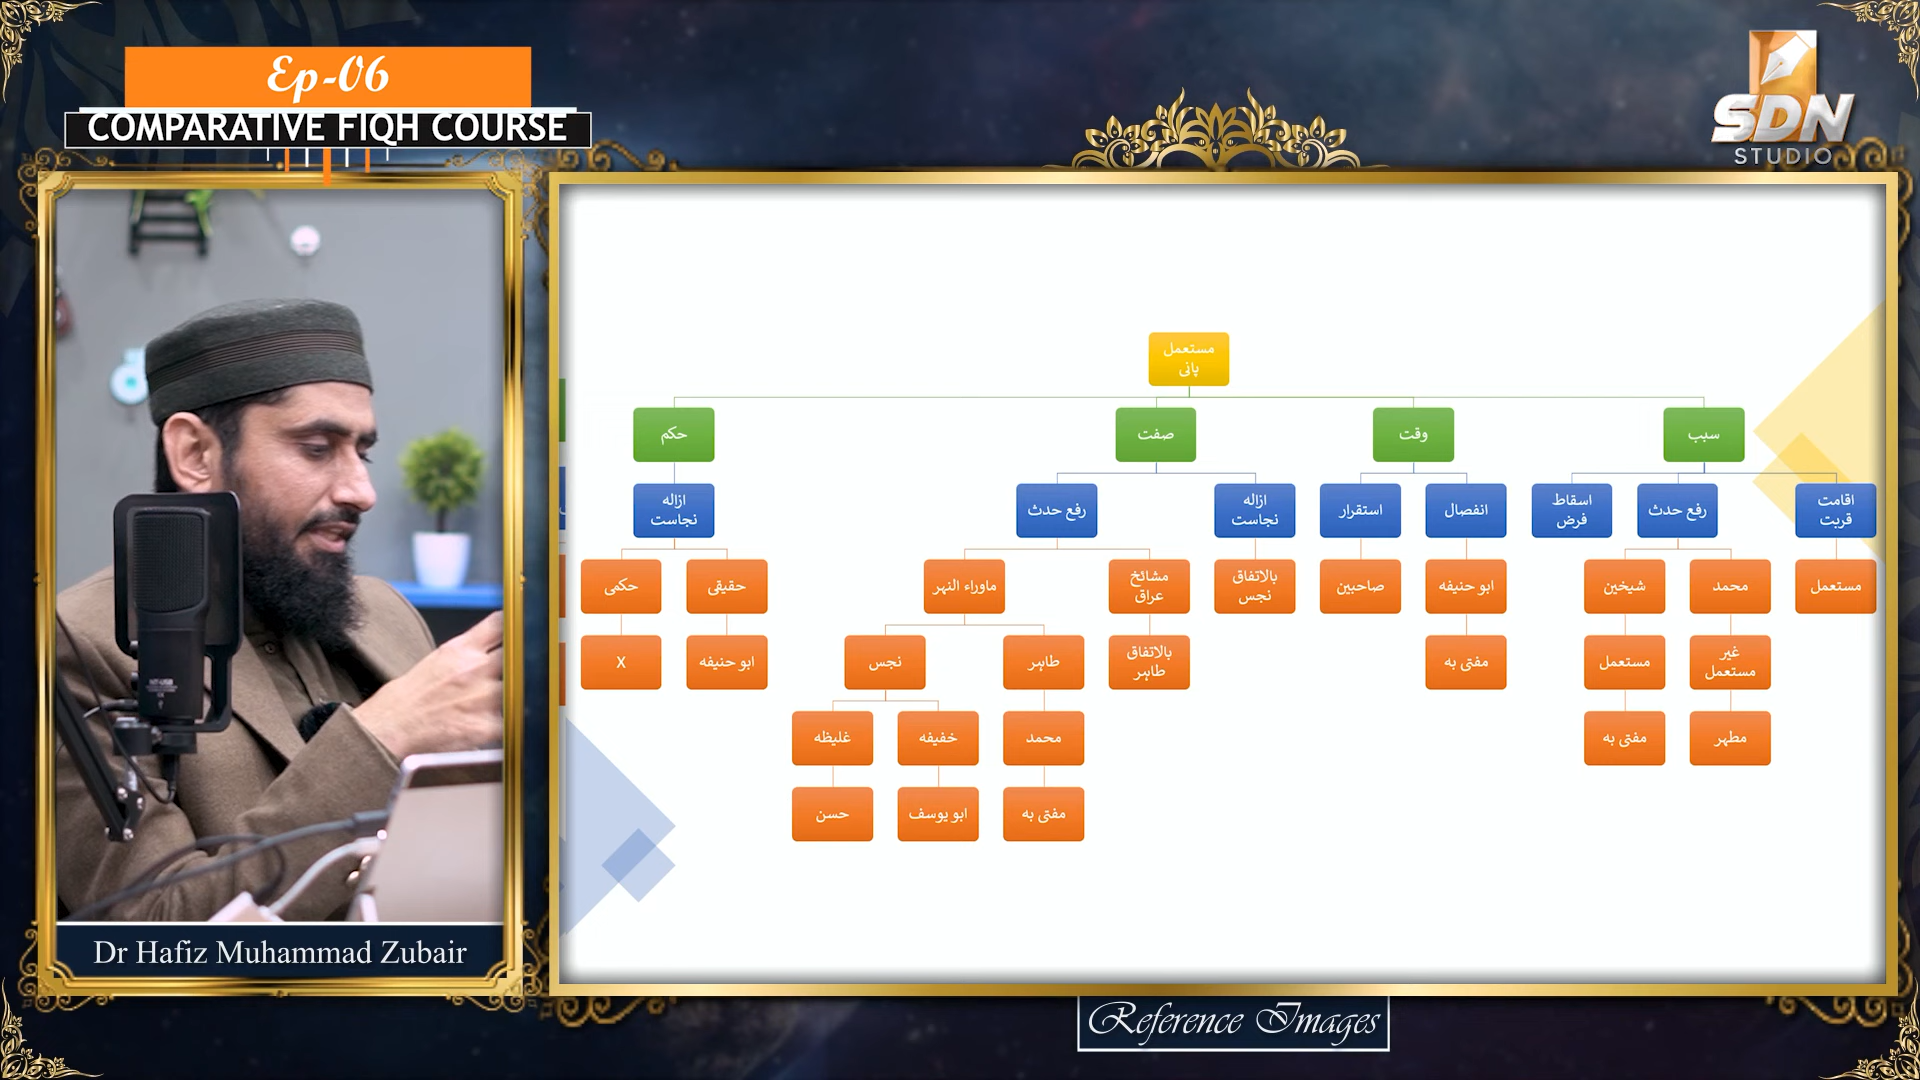 Ep-06
COMPARATIVE FIQH COURSE
SDN
STUDIO
مستعمل
پانی
سبب
وقت
صفت
حکم
اقامت
قربت
رفع حدث
اسقاط
فرض
انفصال
استقرار
ازالہ
نجاست
رفع حدث
ازالہ
نجاست
مستعمل
محمد
شیخین
ابو حنیفہ
صاحبین
بالاتفاق
نجس
مشائخ
عراق
ماوراء النہر
حقیقی
حکمی
غیر
مستعمل
مستعمل
مفتی بہ
بالاتفاق
طاہر
طاہر
نجس
ابو حنیفہ
X
مطہر
مفتی بہ
محمد
خفیفہ
غلیظہ
مفتی بہ
ابو یوسف
حسن
Dr Hafiz Muhammad Zubair
Reference Images